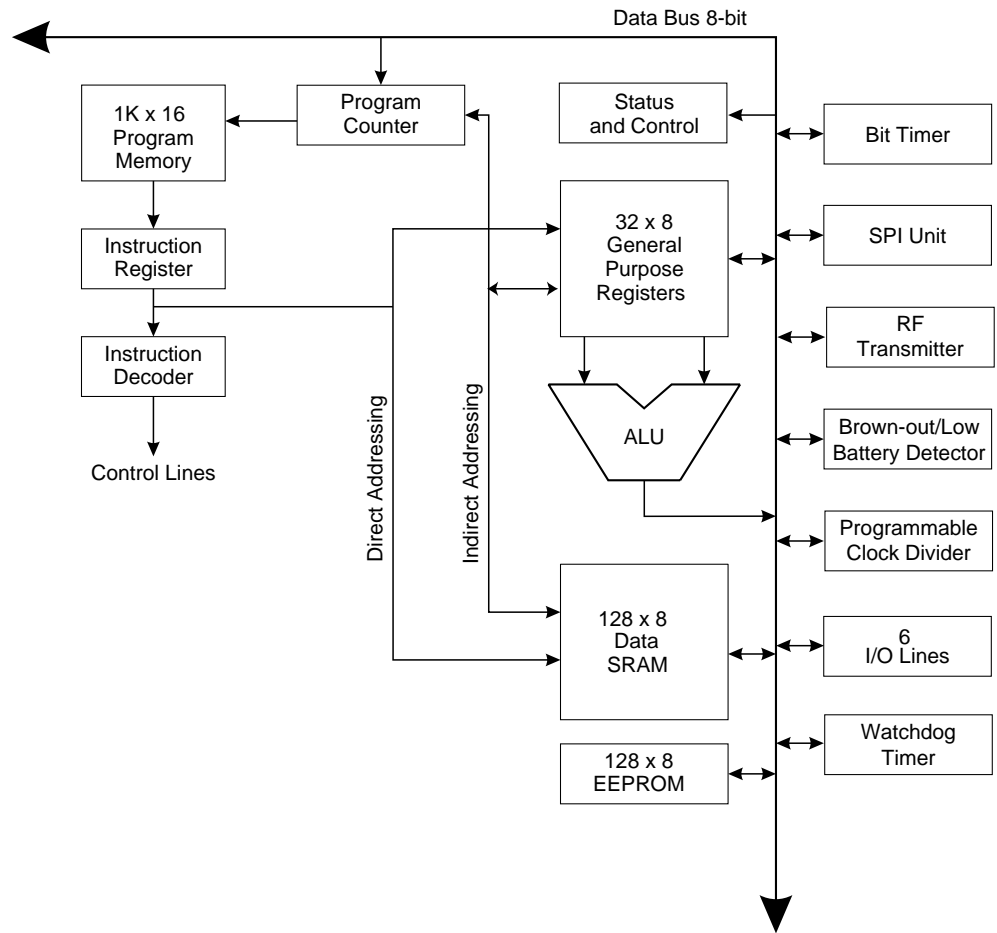 Data Bus 8-bit
1K x 16
Program
Memory
Program
Counter
Status
and Control
Bit Timer
Instruction
Register
32 x 8
General
Purpose
Registers
SPI Unit
Instruction
Decoder
RF
Transmitter
Control Lines
Direct Addressing
Indirect Addressing
ALU
Brown-out/Low
Battery Detector
Programmable
Clock Divider
128 x 8
Data
SRAM
6
I/O Lines
128 x 8
EEPROM
Watchdog
Timer